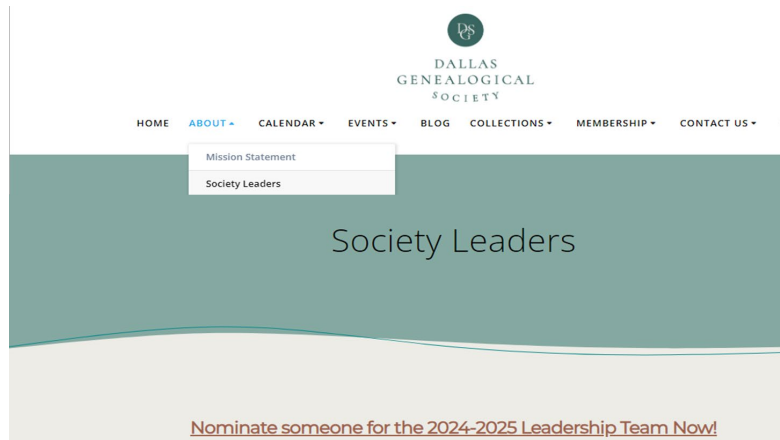 DGS
DALLAS
GENEALOGICAL
SOCIETY
HOME ABOUT CALENDAR EVENTS BLOG COLLECTIONS MEMBERSHIP CONTACT US
Mission Statement
Society Leaders
Society Leaders
Nominate someone for the 2024-2025 Leadership Team Now!